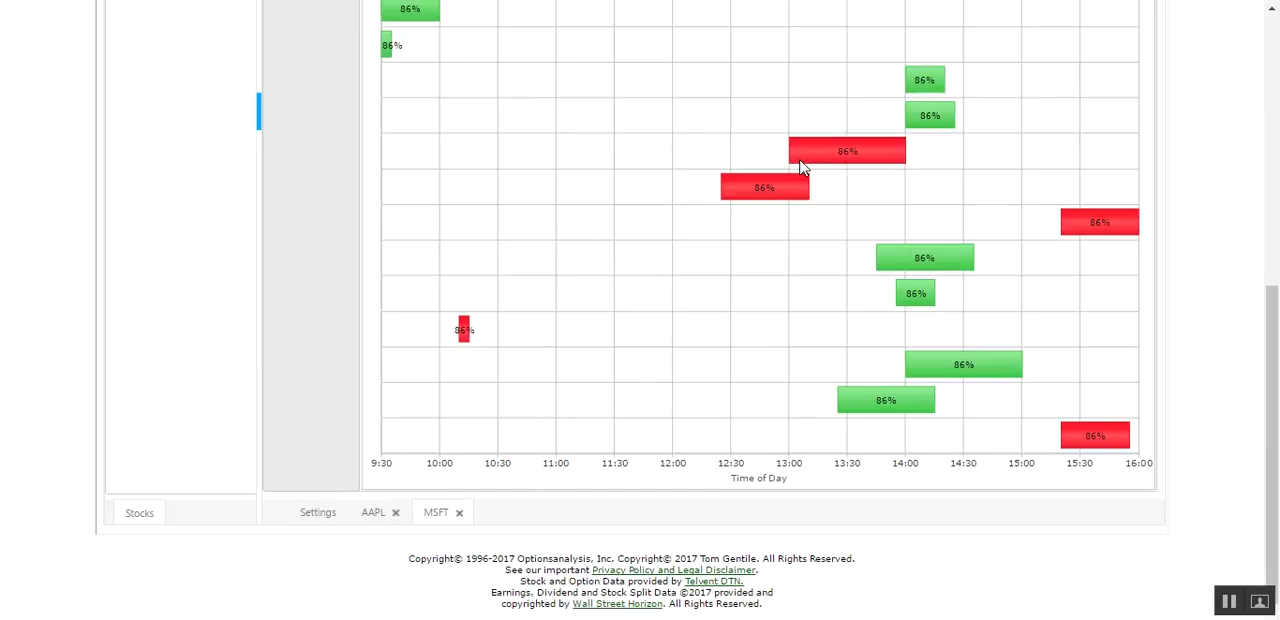 86%
86%
86%
86%
86%
86%
86%
86%
86%
86%
86%
86%
86%
9:30 10:00 10:30 11:00 11:30 12:00 12:30 13:00 13:30 14:00 14:30 15:00 15:30 16:00
Time of Day
Stocks Settings AAPL MSFT
Copyright© 1996-2017 Optionsanalysis, Inc. Copyright© 2017 Tom Gentile. All Rights Reserved.
See our important Privacy Policy and Legal Disclaimer.
Stock and Option Data provided by Telvent DTN.
Earnings, Dividend and Stock Split Data ©2017 provided and
copyrighted by Wall Street Horizon. All Rights Reserved.